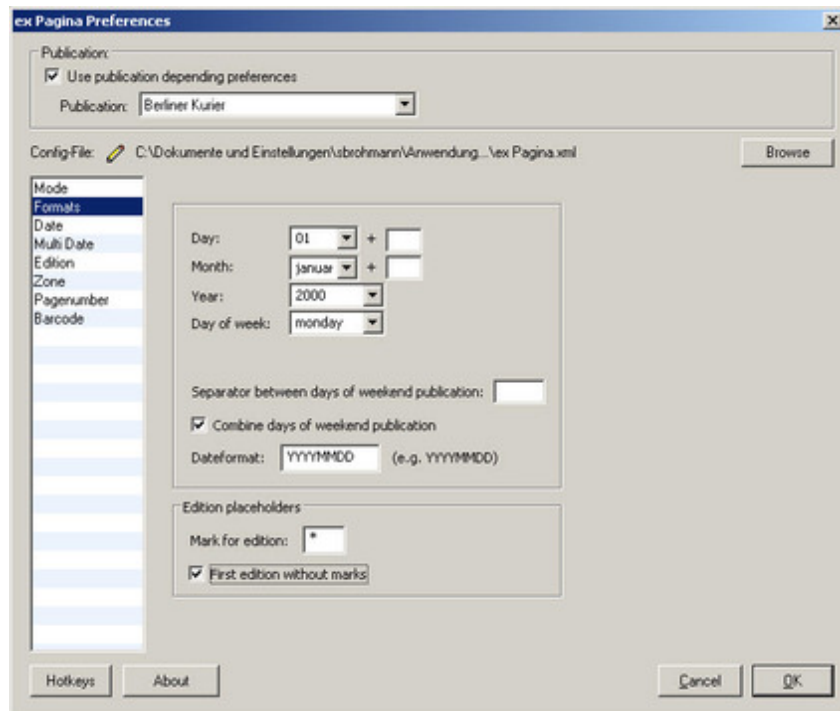 ex Pagina Preferences
Publication:
Use publication depending preferences
Publication: Berliner Kurier
Config-File: C:\Dokumente und Einstellungen\sbrohmann\Anwendung...\ex Pagina.xml Browse
Mode
Formats
Date
Multi Date
Edition
Zone
Pagenumber
Barcode
Day: 01 +
Month: januar +
Year: 2000
Day of week: monday
Separator between days of weekend publication:
Combine days of weekend publication
Dateformat: YYYYMMDD (e.g. YYYYMMDD)
Edition placeholders
Mark for edition: *
First edition without marks
Hotkeys About Cancel OK